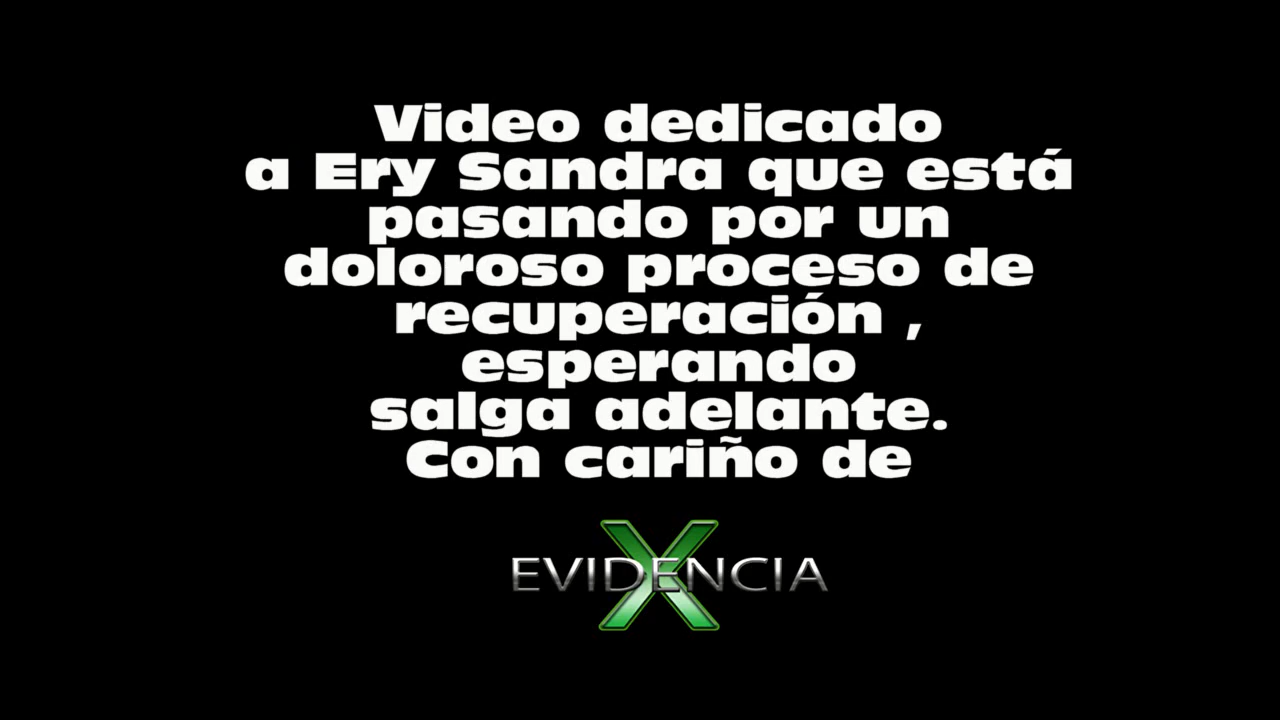 Video dedicado
a Ery Sandra que está
pasando por un
doloroso proceso de
recuperación ,
esperando
salga adelante.
Con cariño de
EVIDENCIA X